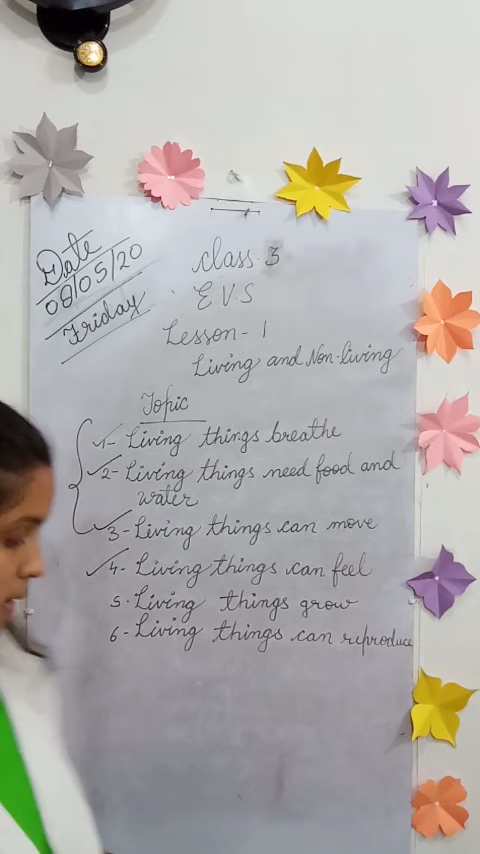 Date
08/05/20
Friday
Class. 3
E V S
Lesson - 1
Living and Non-living
Topic
1- Living things breathe
2- Living things need food and
water
3- Living things can move
4- Living things can feel
5- Living things grow
6- Living things can reproduce